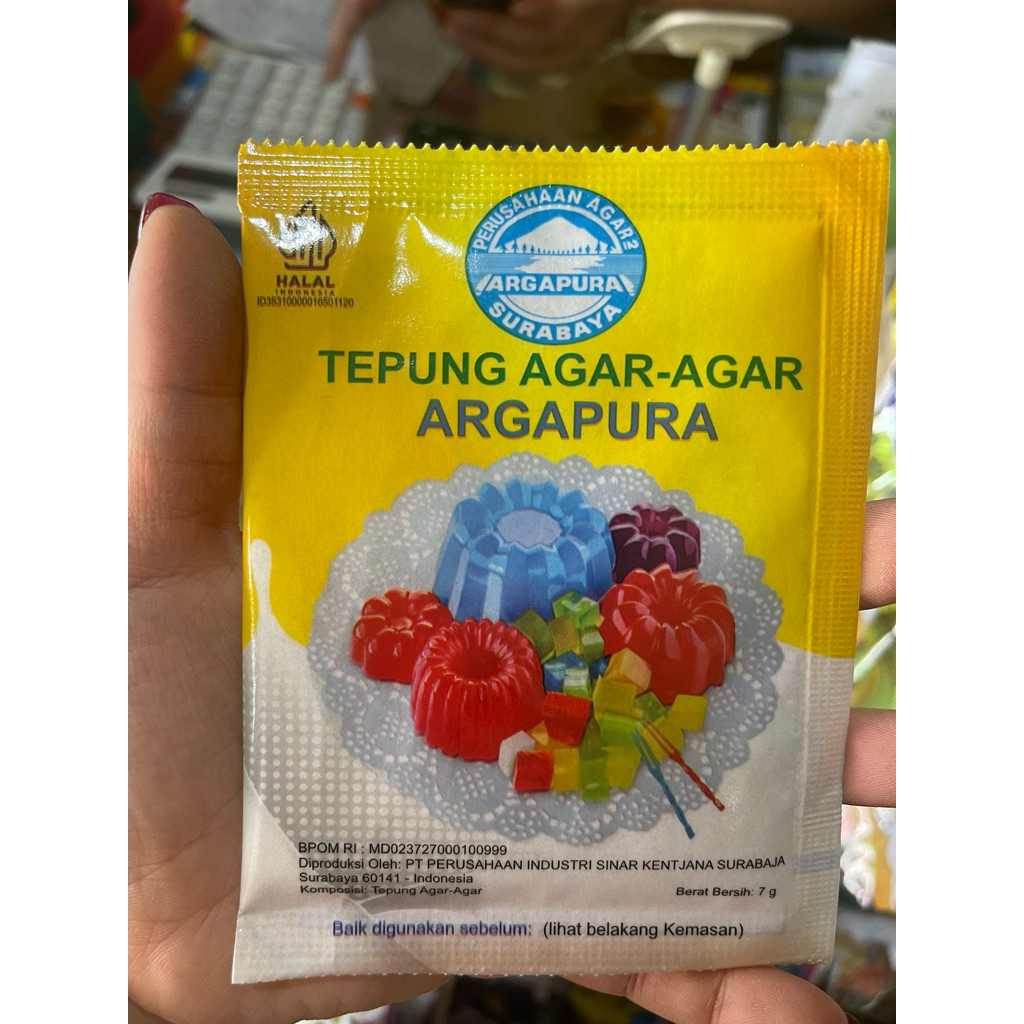 PERUSAHAAN AGAR2
ARGAPURA
SURABAYA
HALAL
INDONESIA
ID35310000016501120
TEPUNG AGAR-AGAR
ARGAPURA
BPOM RI : MD023727000100999
Diproduksi Oleh: PT PERUSAHAAN INDUSTRI SINAR KENTJANA SURABAJA
Surabaya 60141 - Indonesia
Komposisi: Tepung Agar-Agar
Berat Bersih: 7 g
Baik digunakan sebelum: (lihat belakang Kemasan)